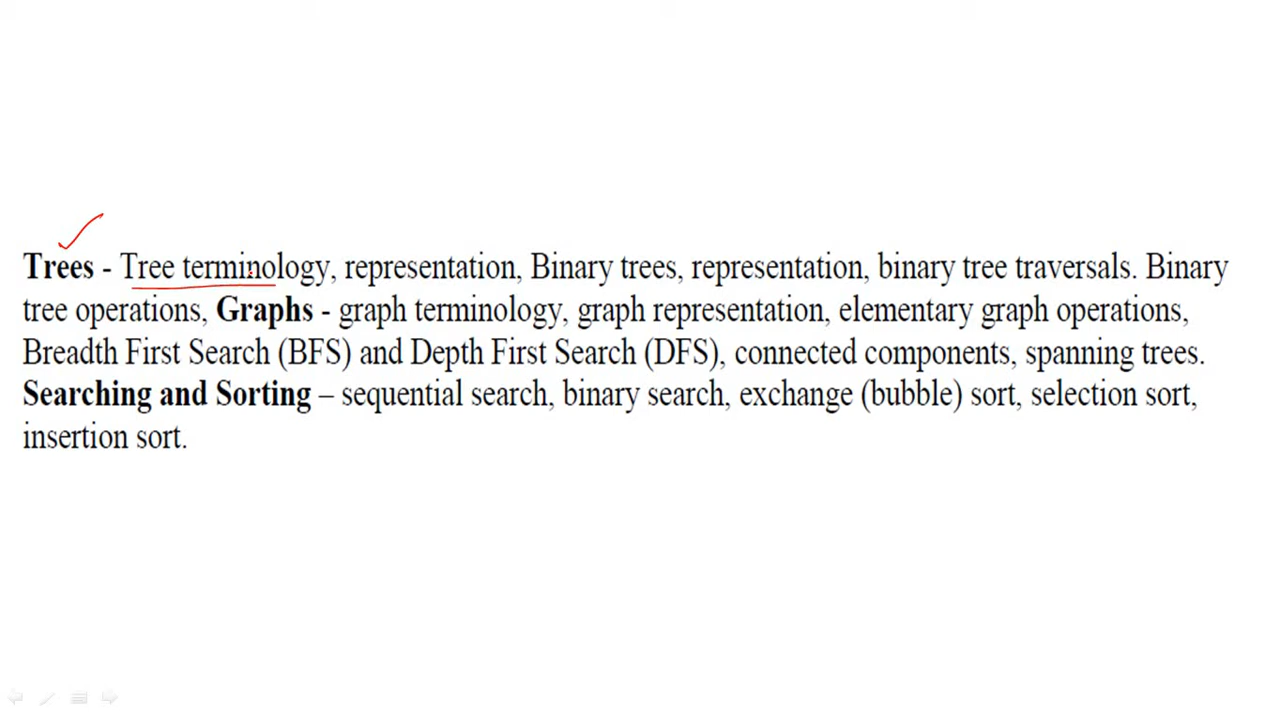 Trees - Tree terminology, representation, Binary trees, representation, binary tree traversals. Binary
tree operations, Graphs - graph terminology, graph representation, elementary graph operations,
Breadth First Search (BFS) and Depth First Search (DFS), connected components, spanning trees.
Searching and Sorting – sequential search, binary search, exchange (bubble) sort, selection sort,
insertion sort.